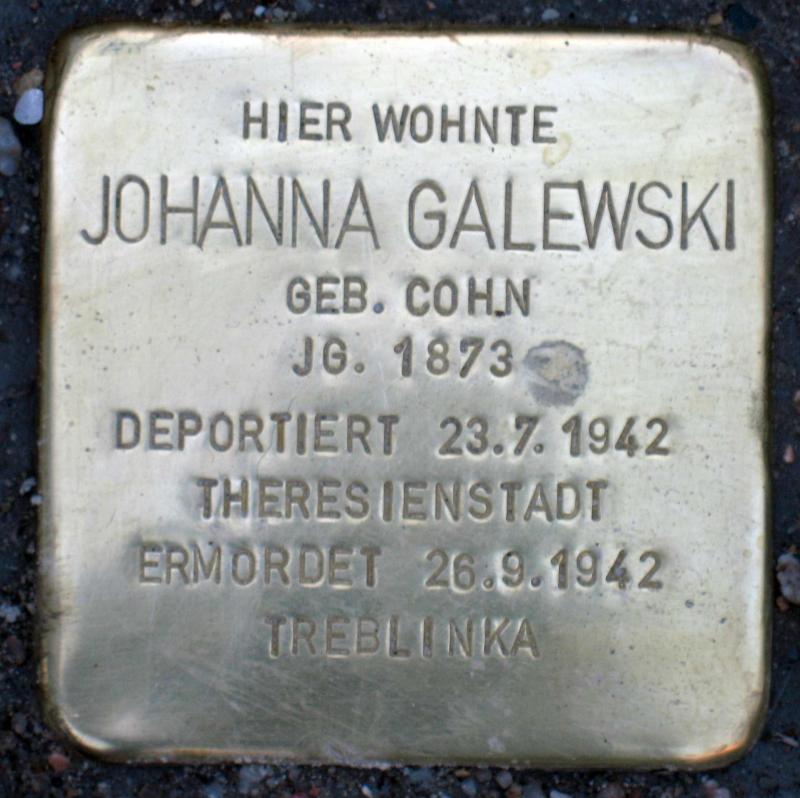 HIER WOHNTE
JOHANNA GALEWSKI
GEB. COHN
JG. 1873
DEPORTIERT 23.7.1942
THERESIENSTADT
ERMORDET 26.9.1942
TREBLINKA